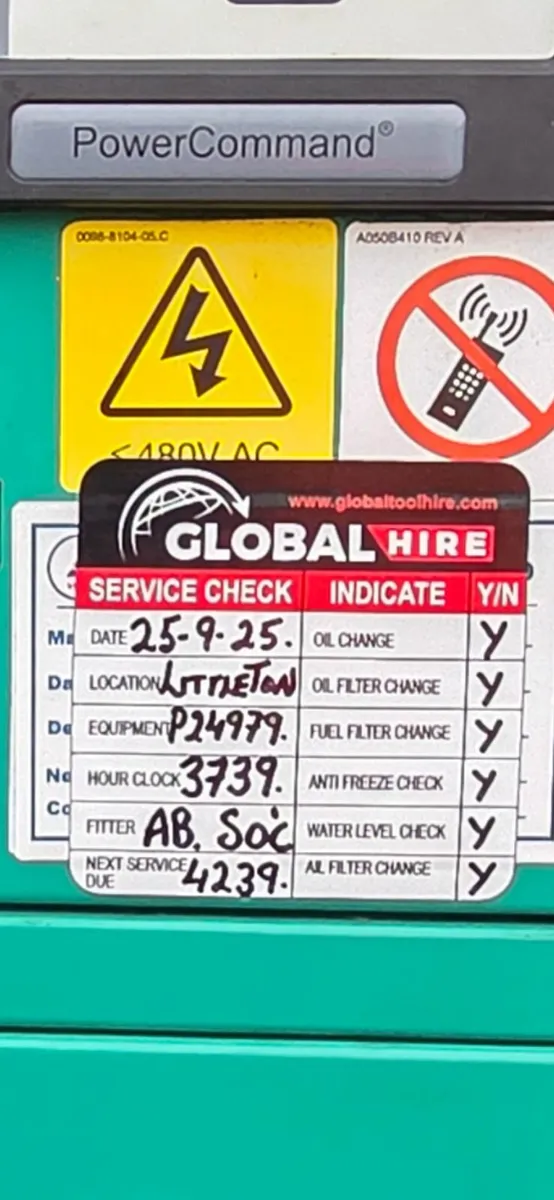 PowerCommand®
0098-8104-05.C
A050B410 REV A
≤480V AC
www.globaltoolhire.com
GLOBAL HIRE
SERVICE CHECK INDICATE Y/N
DATE 25-9-25. OIL CHANGE Y
LOCATION LITTLETON OIL FILTER CHANGE Y
EQUIPMENT P24979. FUEL FILTER CHANGE Y
HOUR CLOCK 3739. ANTI FREEZE CHECK Y
FITTER AB. SOC WATER LEVEL CHECK Y
NEXT SERVICE DUE 4239. AIL FILTER CHANGE Y